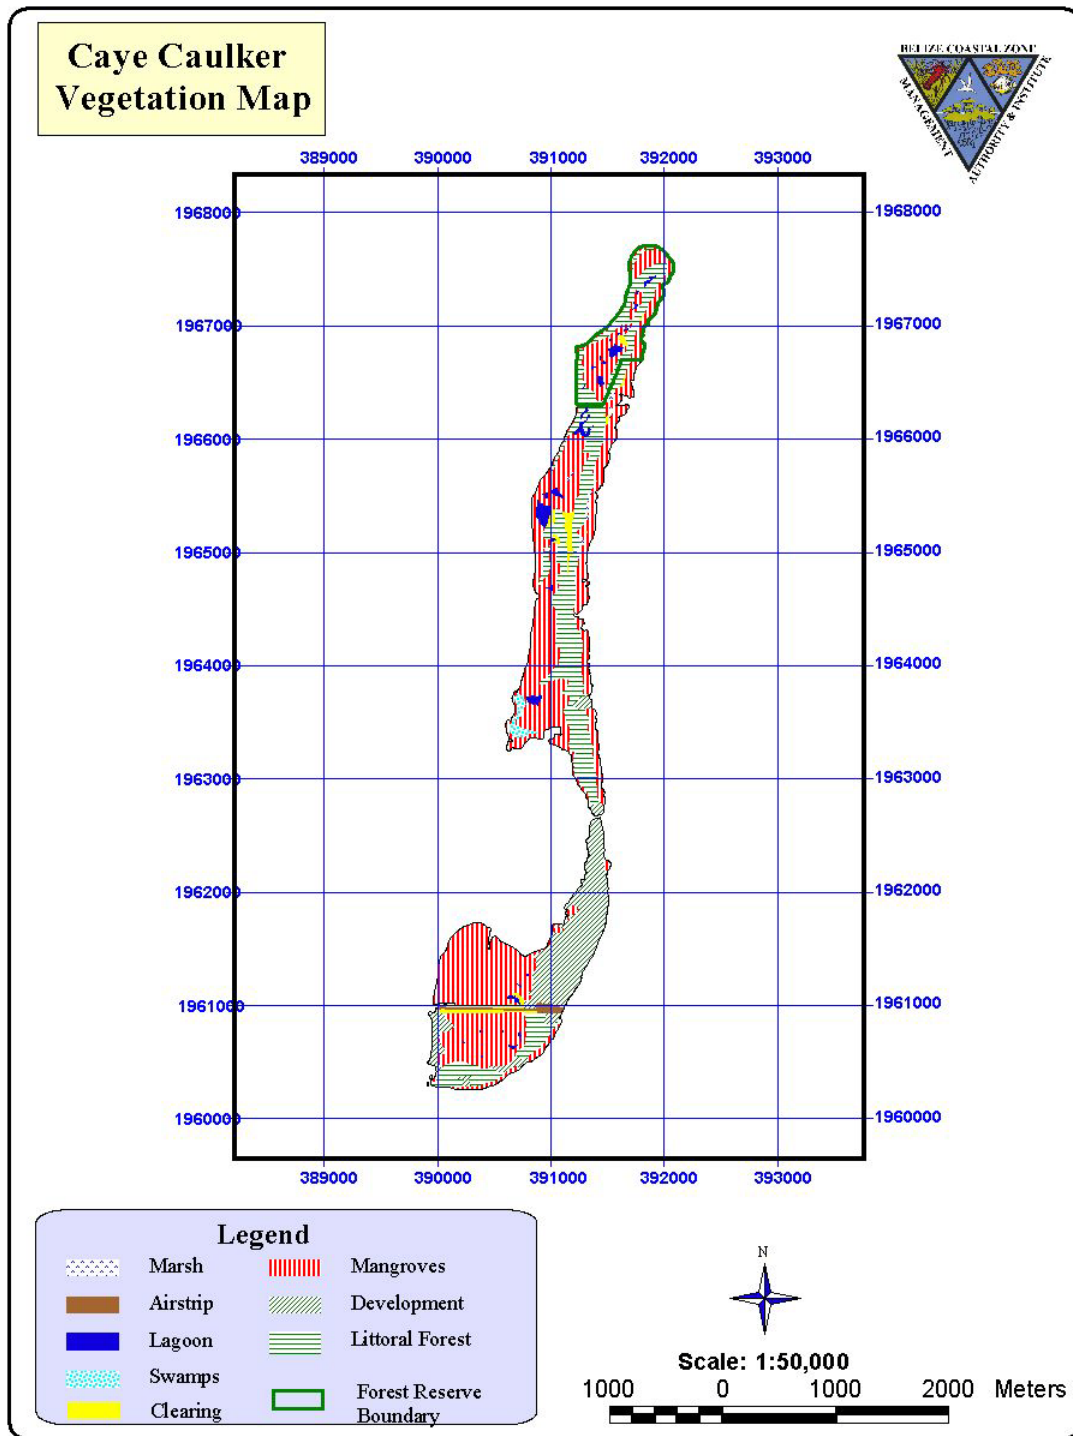 Caye Caulker
Vegetation Map
BELIZE COASTAL ZONE
MANAGEMENT
AUTHORITY & INSTITUTE
389000 390000 391000 392000 393000
1968000 1968000
1967000 1967000
1966000 1966000
1965000 1965000
1964000 1964000
1963000 1963000
1962000 1962000
1961000 1961000
1960000 1960000
389000 390000 391000 392000 393000
Legend
Marsh
Airstrip
Lagoon
Swamps
Clearing
Mangroves
Development
Littoral Forest
Forest Reserve
Boundary
N
Scale: 1:50,000
1000 0 1000 2000 Meters